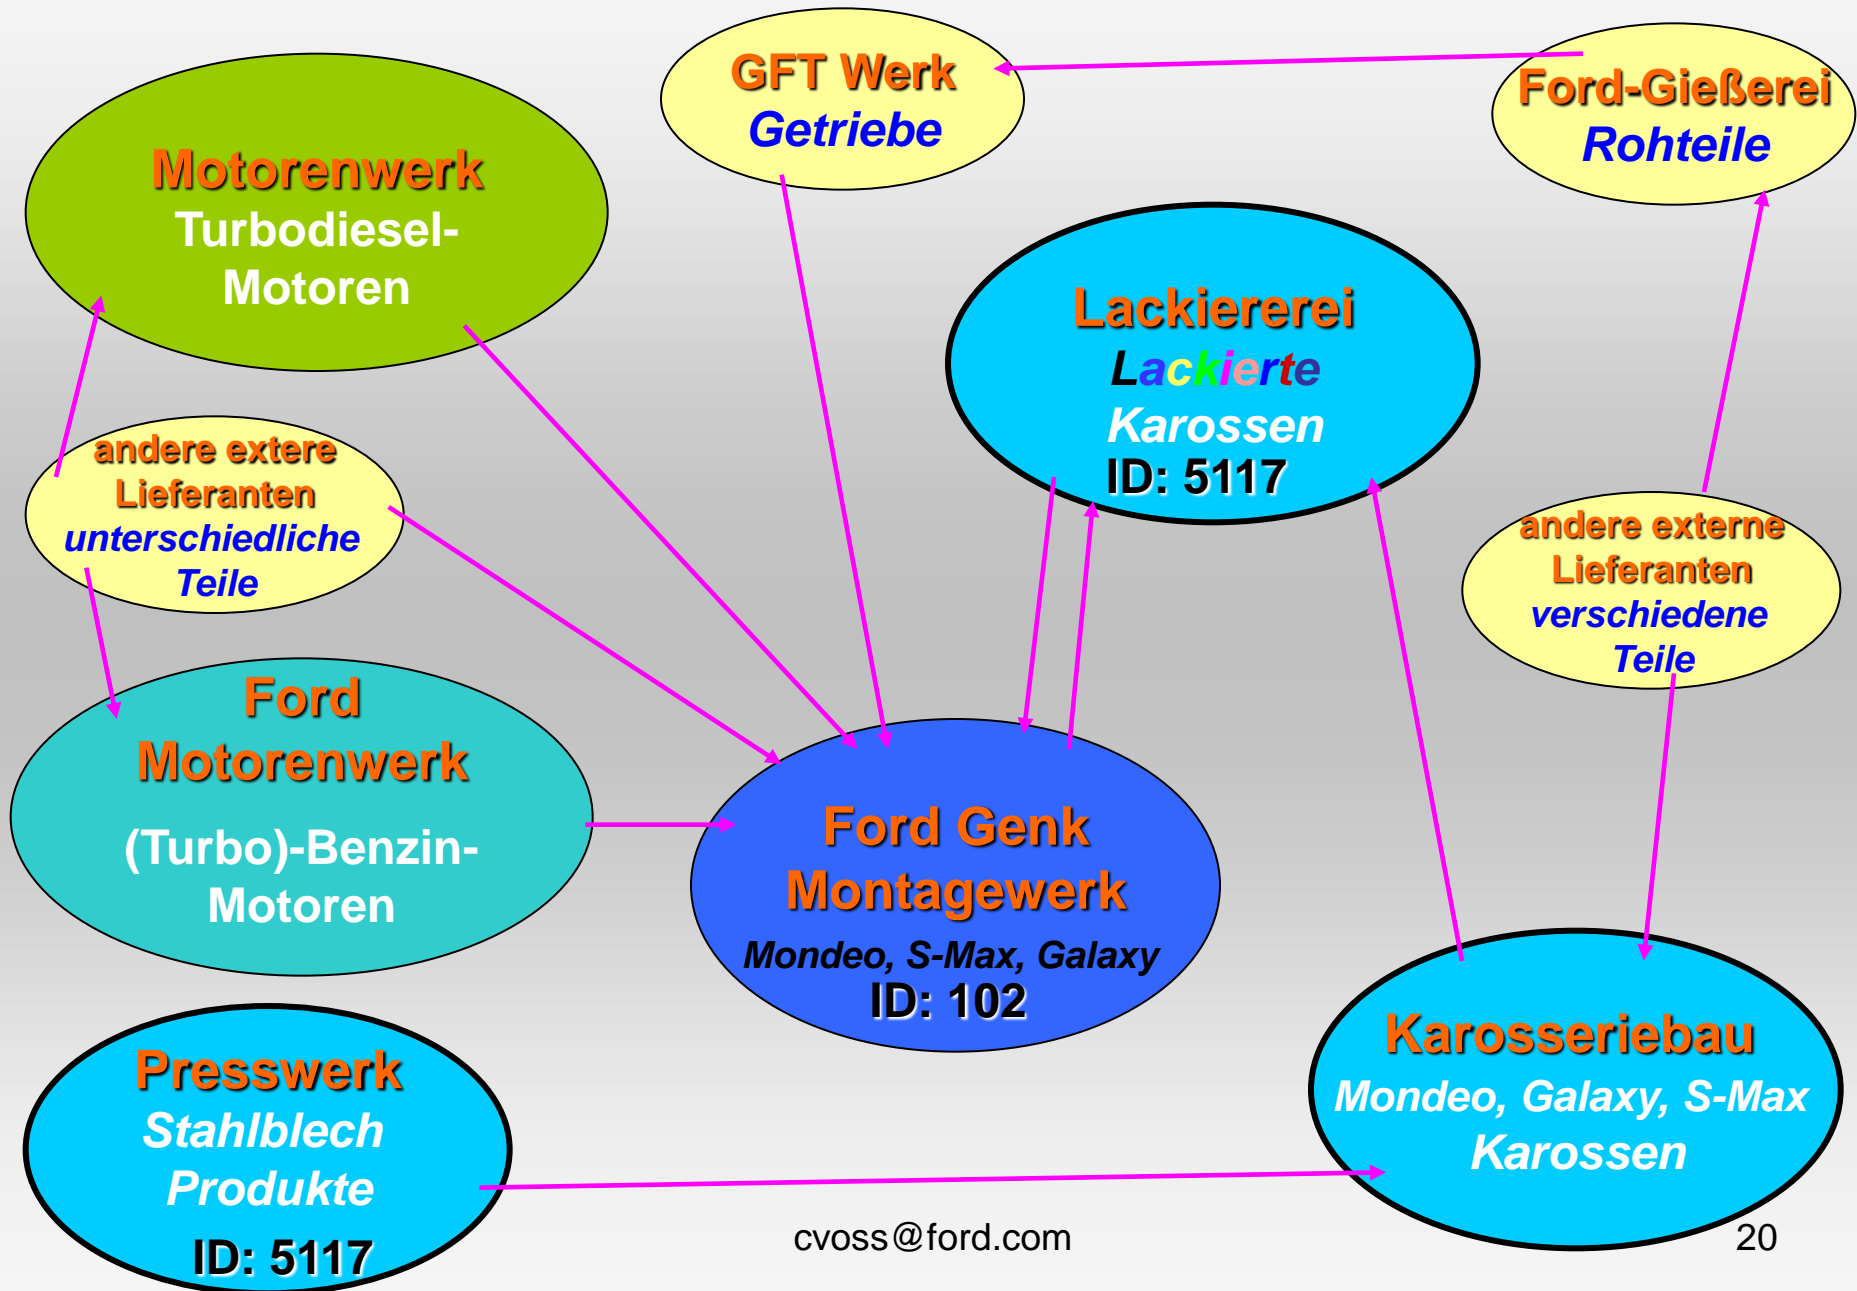 GFT Werk
Getriebe
Ford-Gießerei
Rohteile
Motorenwerk
Turbodiesel-
Motoren
Lackiererei
Lackierte
Karossen
ID: 5117
andere extere
Lieferanten
unterschiedliche
Teile
andere externe
Lieferanten
verschiedene
Teile
Ford
Motorenwerk
(Turbo)-Benzin-
Motoren
Ford Genk
Montagewerk
Mondeo, S-Max, Galaxy
ID: 102
Presswerk
Stahlblech
Produkte
ID: 5117
Karosseriebau
Mondeo, Galaxy, S-Max
Karossen
cvoss@ford.com
20